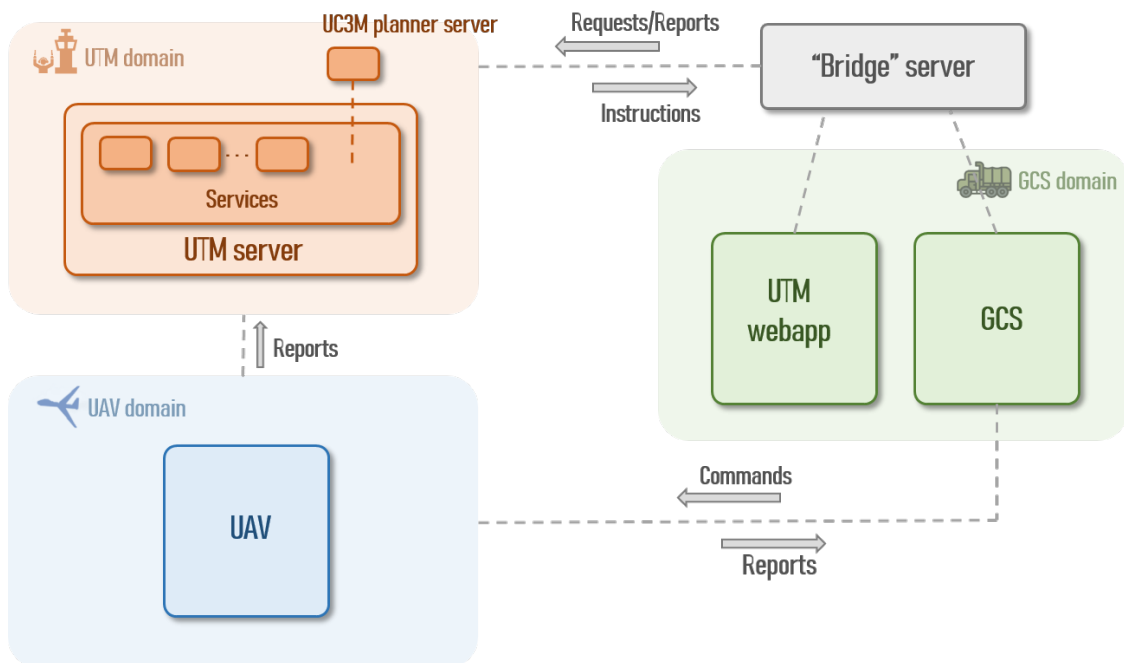 UC3M planner server
UTM domain
...
Services
UTM server
Requests/Reports
Instructions
“Bridge” server
GCS domain
UTM
webapp
GCS
Reports
UAV domain
UAV
Commands
Reports